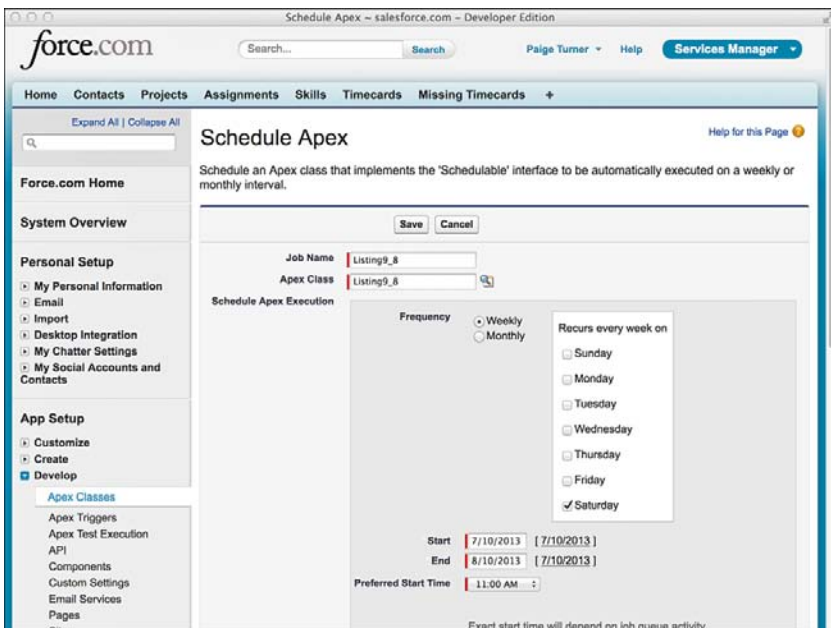 Schedule Apex ~ salesforce.com - Developer Edition
force.com
Search...
Search
Paige Turner
Help
Services Manager
Home Contacts Projects Assignments Skills Timecards Missing Timecards +
Expand All | Collapse All
Force.com Home
System Overview
Personal Setup
My Personal Information
Email
Import
Desktop Integration
My Chatter Settings
My Social Accounts and
Contacts
App Setup
Customize
Create
Develop
Apex Classes
Apex Triggers
Apex Test Execution
API
Components
Custom Settings
Email Services
Pages
Schedule Apex
Help for this Page
Schedule an Apex class that implements the 'Schedulable' interface to be automatically executed on a weekly or
monthly interval.
Save Cancel
Job Name Listing9_8
Apex Class Listing9_8
Schedule Apex Execution
Frequency
Weekly
Monthly
Recurs every week on
Sunday
Monday
Tuesday
Wednesday
Thursday
Friday
Saturday
Start 7/10/2013 [ 7/10/2013 ]
End 8/10/2013 [ 7/10/2013 ]
Preferred Start Time 11:00 AM
Exact start time will depend on job queue activity.